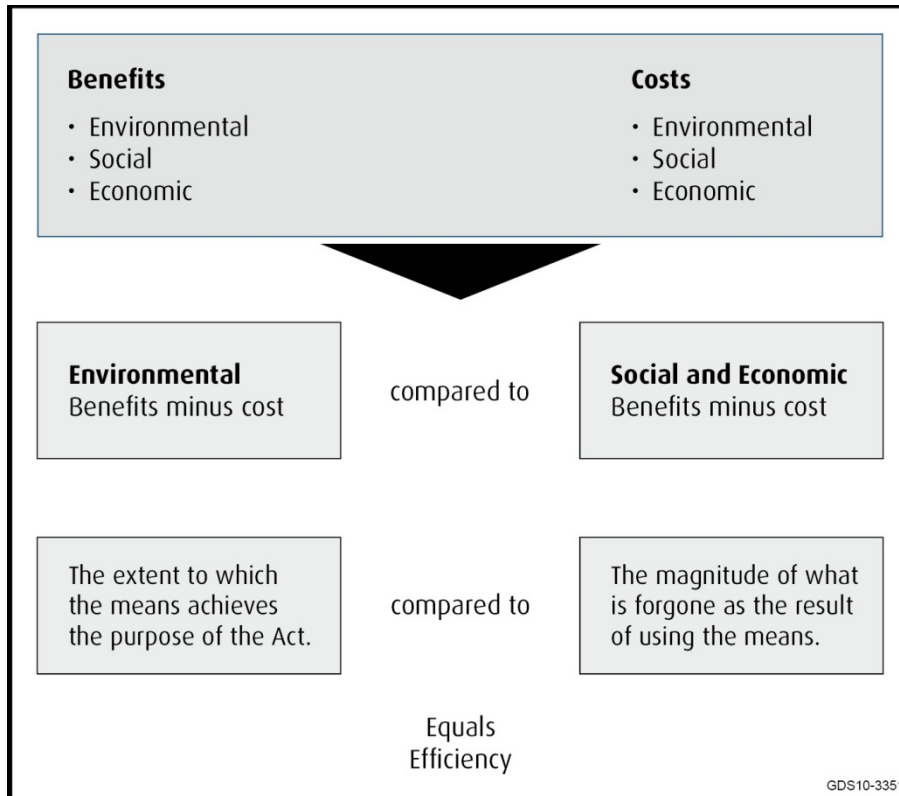 Benefits
• Environmental
• Social
• Economic
Costs
• Environmental
• Social
• Economic
Environmental
Benefits minus cost
compared to
Social and Economic
Benefits minus cost
The extent to which
the means achieves
the purpose of the Act.
compared to
The magnitude of what
is forgone as the result
of using the means.
Equals
Efficiency
GDS10-3351